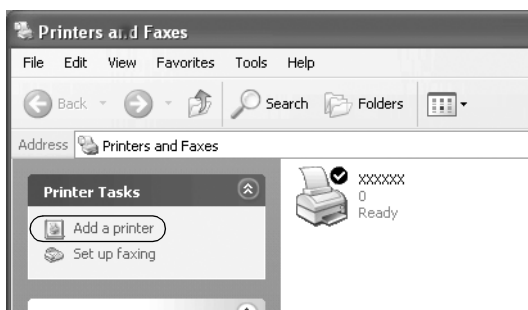 Printers and Faxes
File Edit View Favorites Tools Help
Back Search Folders
Address Printers and Faxes
Printer Tasks
Add a printer
Set up faxing
xxxxxx
0
Ready